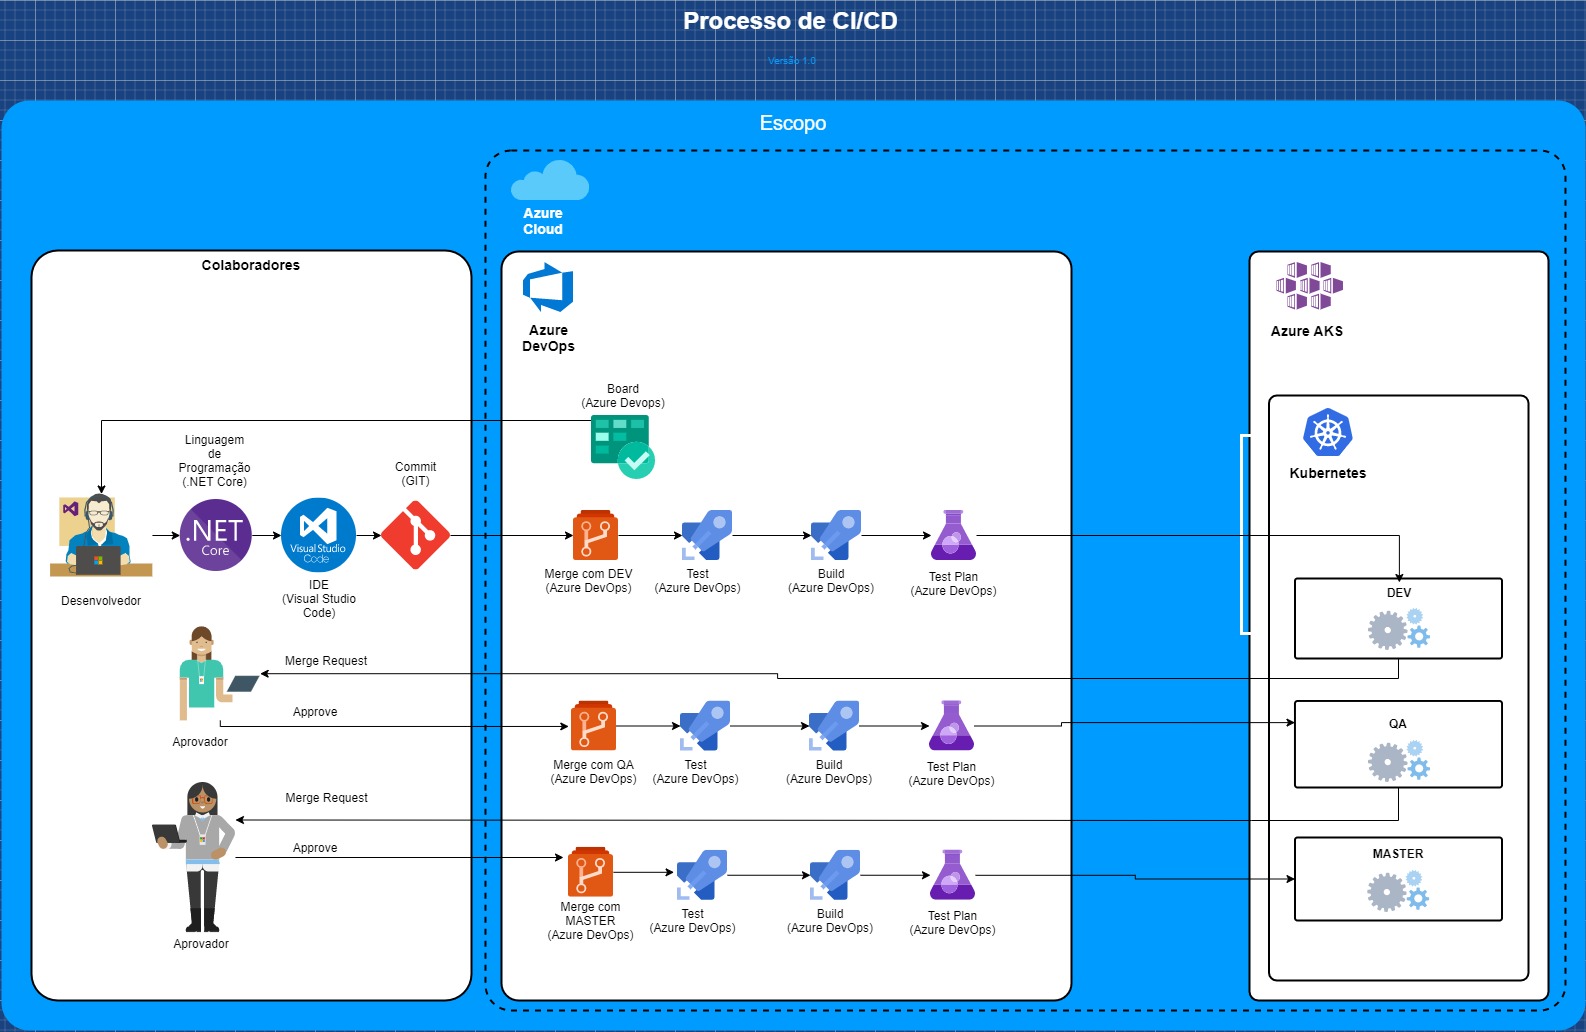 Processo de CI/CD
Versão 1.0
Escopo
Azure
Cloud
Colaboradores
Azure
DevOps
Azure AKS
Board
(Azure Devops)
Linguagem
de
Programação
(.NET Core)
Commit
(GIT)
Kubernetes
.NET
Core
Visual Studio
Code
Desenvolvedor
IDE
(Visual Studio
Code)
Merge com DEV
(Azure DevOps)
Test
(Azure DevOps)
Build
(Azure DevOps)
Test Plan
(Azure DevOps)
DEV
Merge Request
Approve
Aprovador
Merge com QA
(Azure DevOps)
Test
(Azure DevOps)
Build
(Azure DevOps)
Test Plan
(Azure DevOps)
QA
Merge Request
Approve
Aprovador
Merge com
MASTER
(Azure DevOps)
Test
(Azure DevOps)
Build
(Azure DevOps)
Test Plan
(Azure DevOps)
MASTER